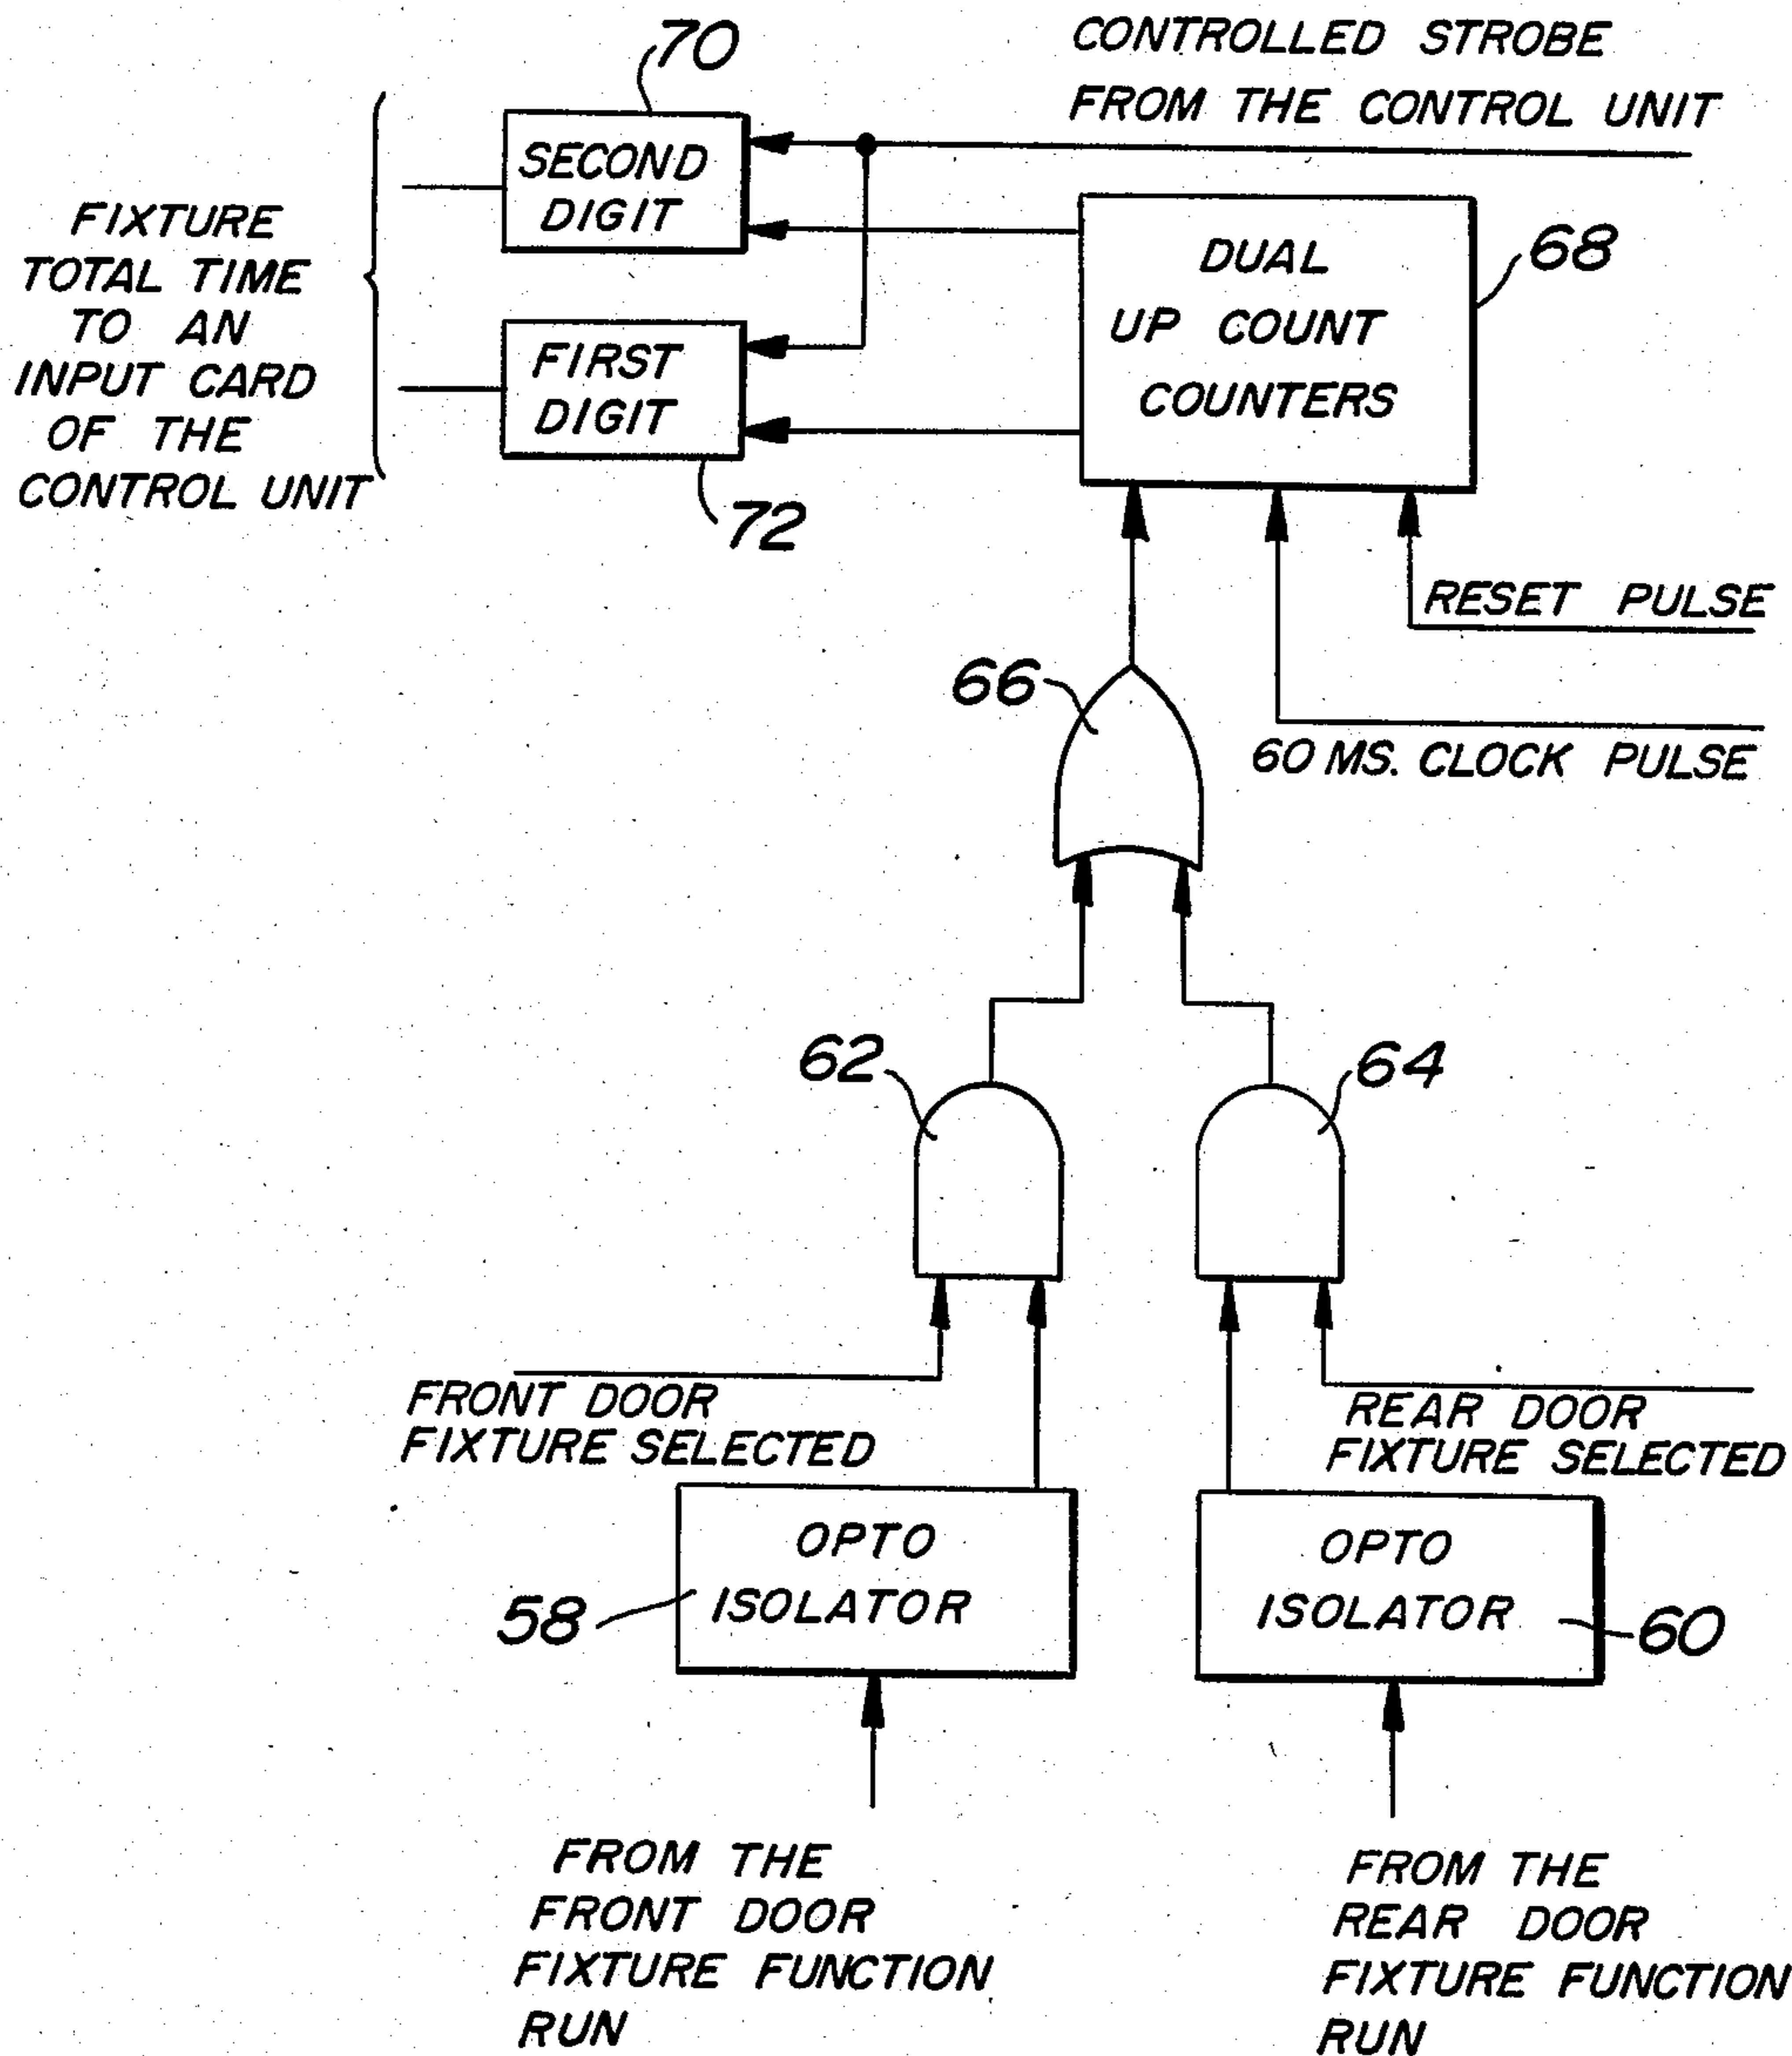 70
CONTROLLED STROBE
FROM THE CONTROL UNIT
SECOND
DIGIT
FIXTURE
TOTAL TIME
TO AN
INPUT CARD
OF THE
CONTROL UNIT
FIRST
DIGIT
72
DUAL
UP COUNT
COUNTERS
68
RESET PULSE
66
60 MS. CLOCK PULSE
62
64
FRONT DOOR
FIXTURE SELECTED
REAR DOOR
FIXTURE SELECTED
OPTO
ISOLATOR
58
OPTO
ISOLATOR
60
FROM THE
FRONT DOOR
FIXTURE FUNCTION
RUN
FROM THE
REAR DOOR
FIXTURE FUNCTION
RUN